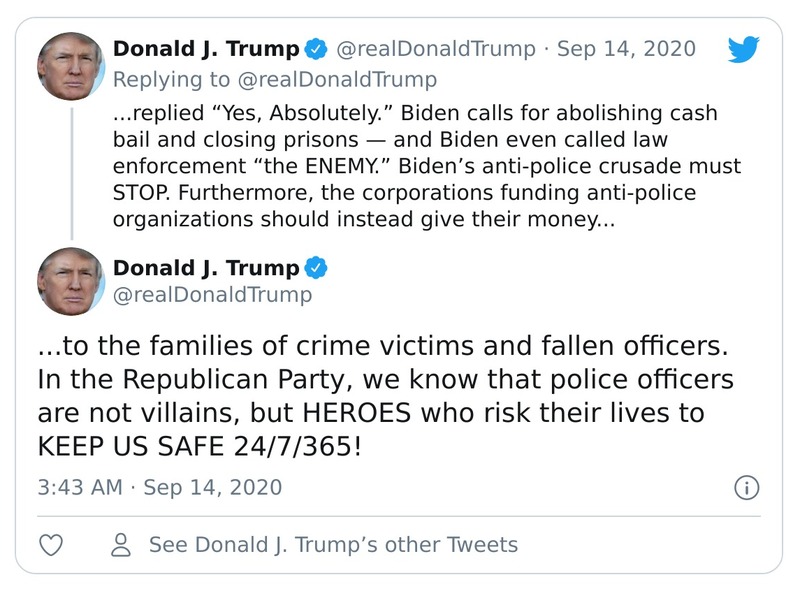 Donald J. Trump @realDonaldTrump · Sep 14, 2020
Replying to @realDonaldTrump
...replied “Yes, Absolutely.” Biden calls for abolishing cash
bail and closing prisons — and Biden even called law
enforcement “the ENEMY.” Biden’s anti-police crusade must
STOP. Furthermore, the corporations funding anti-police
organizations should instead give their money...
Donald J. Trump
@realDonaldTrump
...to the families of crime victims and fallen officers.
In the Republican Party, we know that police officers
are not villains, but HEROES who risk their lives to
KEEP US SAFE 24/7/365!
3:43 AM · Sep 14, 2020
See Donald J. Trump’s other Tweets